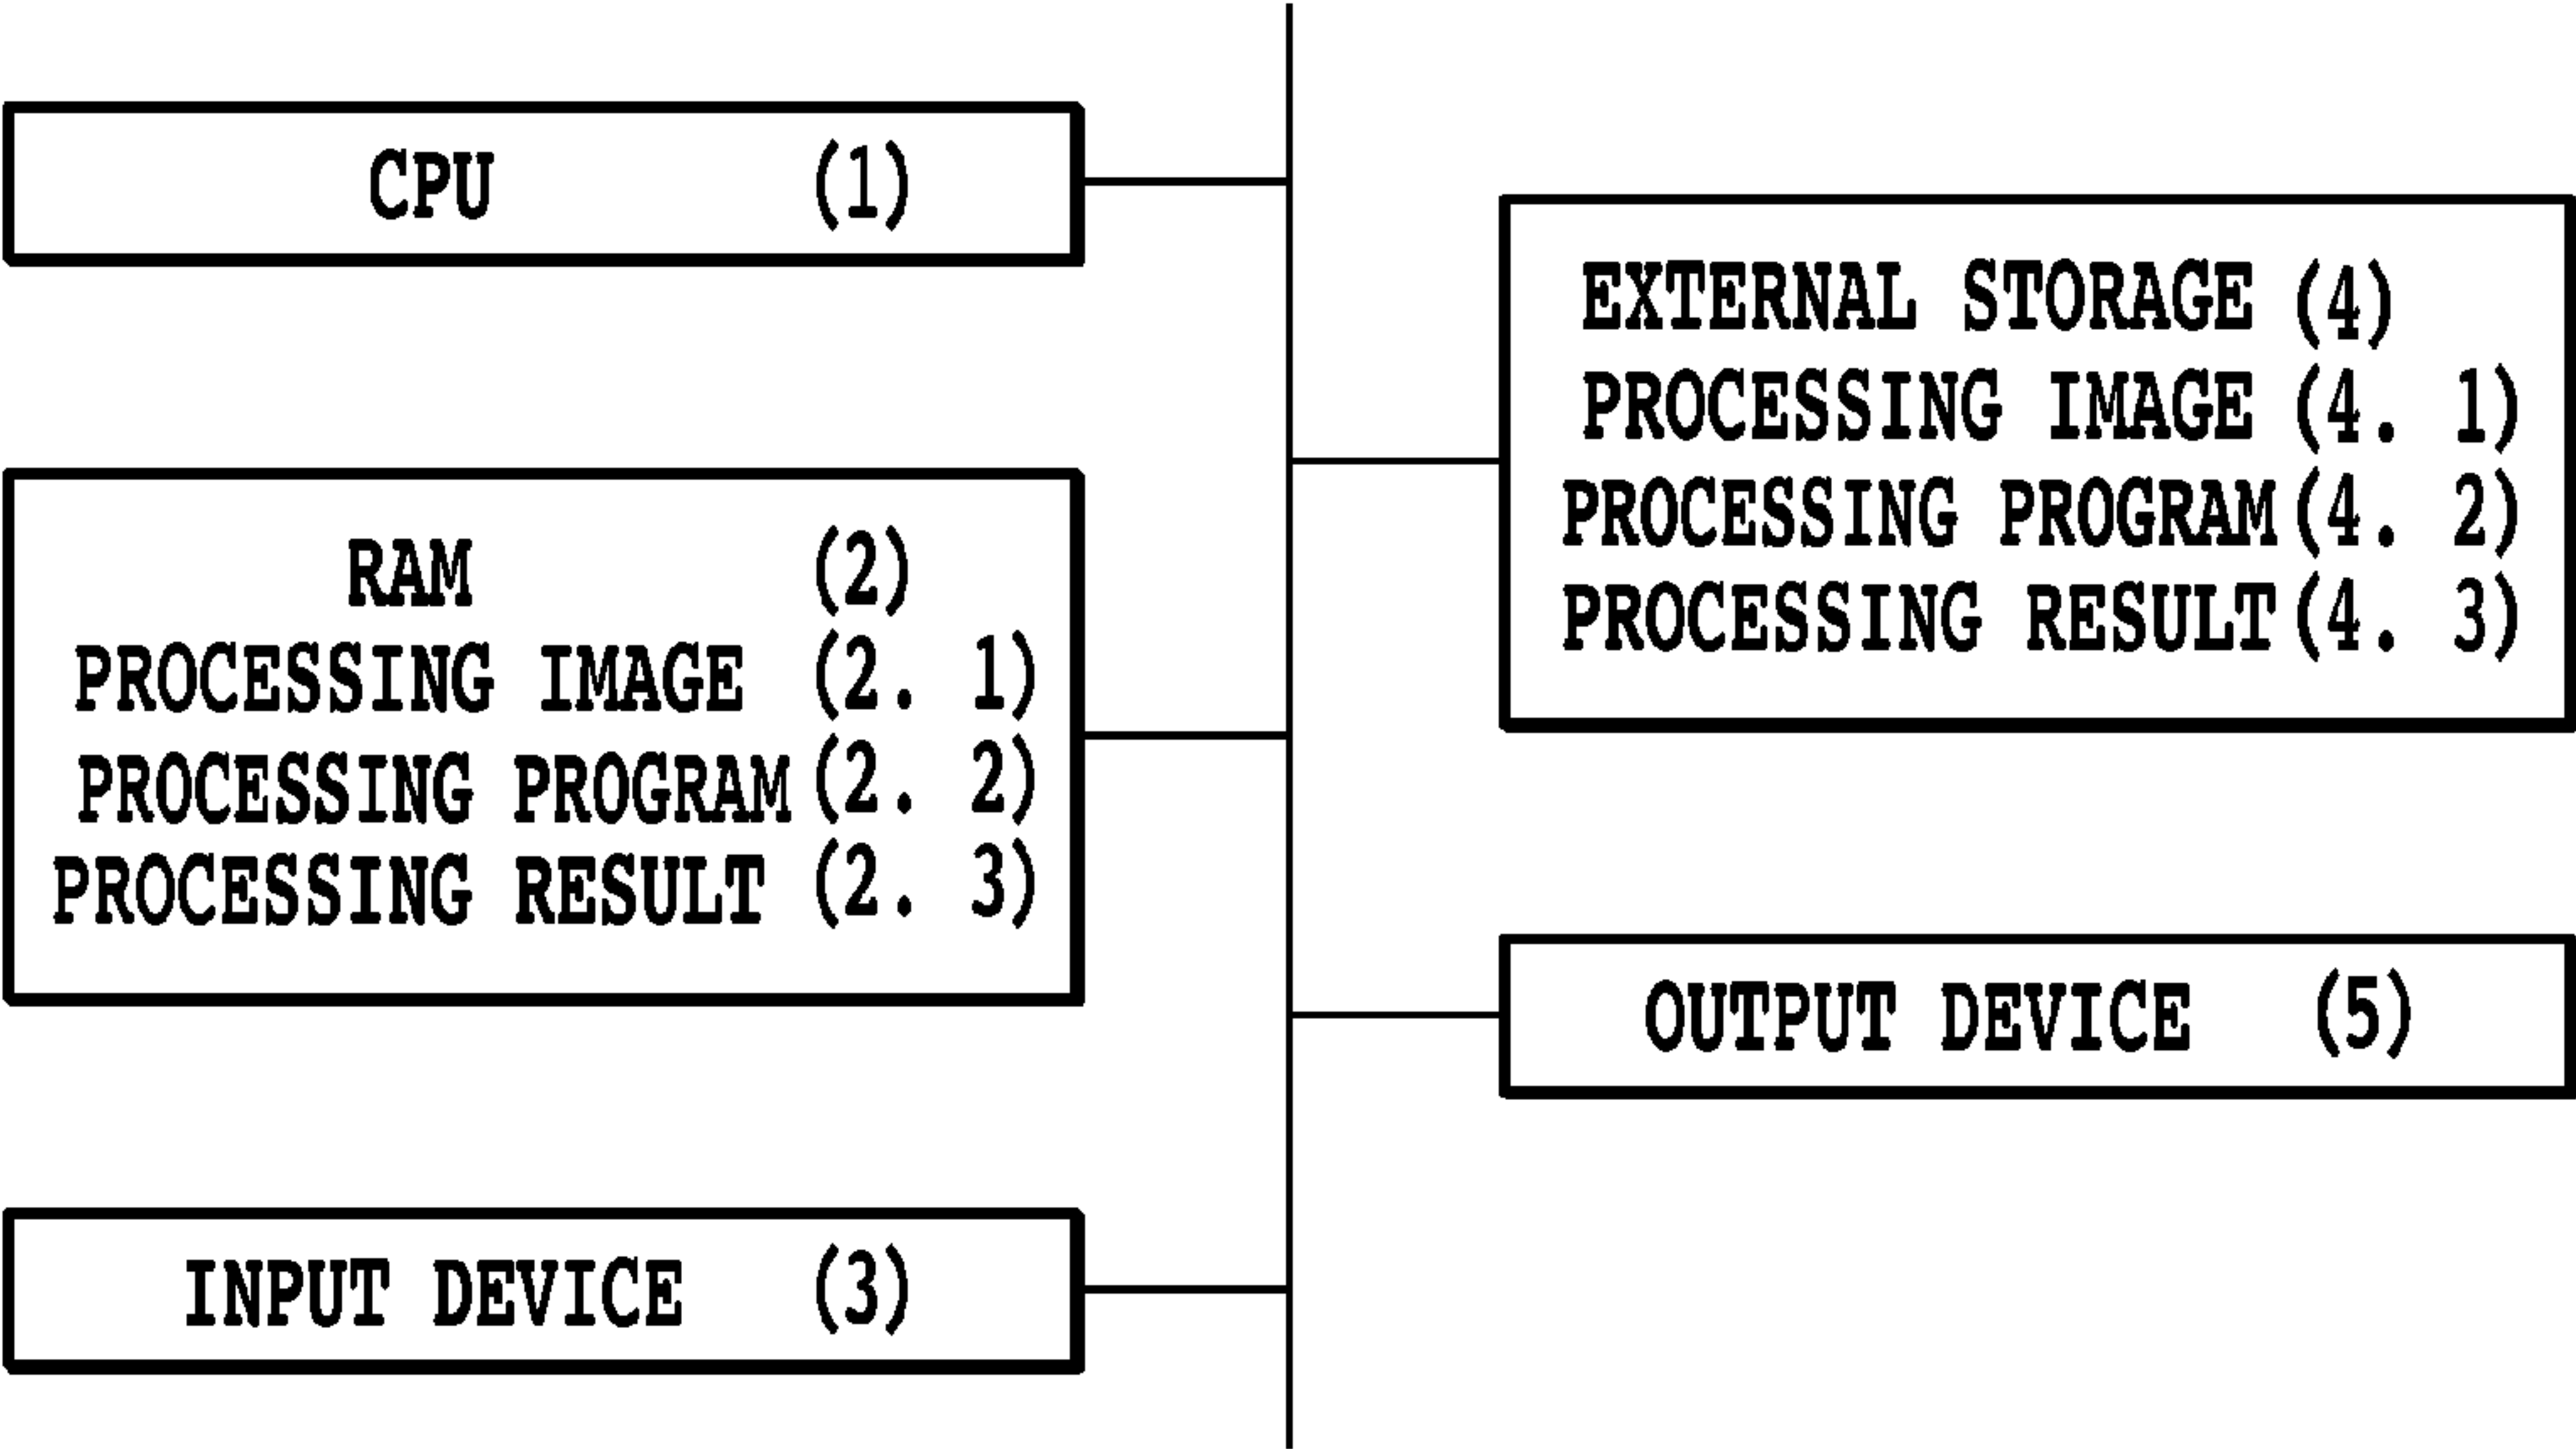 CPU (1)
RAM (2)
PROCESSING IMAGE (2. 1)
PROCESSING PROGRAM (2. 2)
PROCESSING RESULT (2. 3)
INPUT DEVICE (3)
EXTERNAL STORAGE (4)
PROCESSING IMAGE (4. 1)
PROCESSING PROGRAM (4. 2)
PROCESSING RESULT (4. 3)
OUTPUT DEVICE (5)